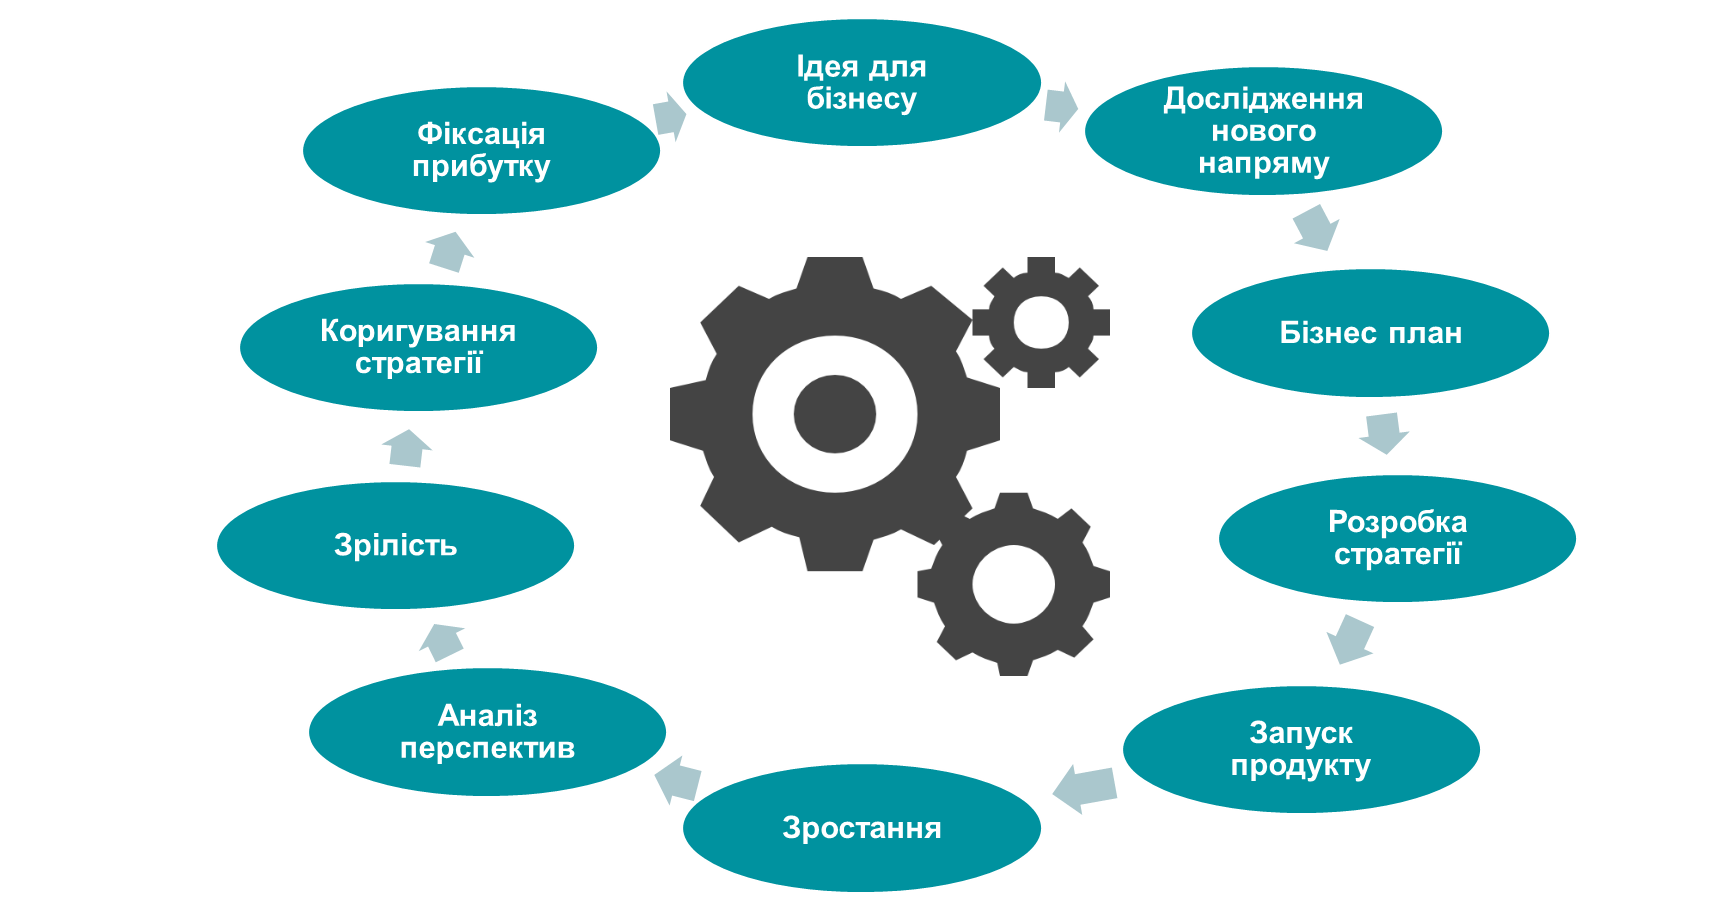 Ідея для
бізнесу
Дослідження
нового
напряму
Бізнес план
Розробка
стратегії
Запуск
продукту
Зростання
Аналіз
перспектив
Зрілість
Коригування
стратегії
Фіксація
прибутку